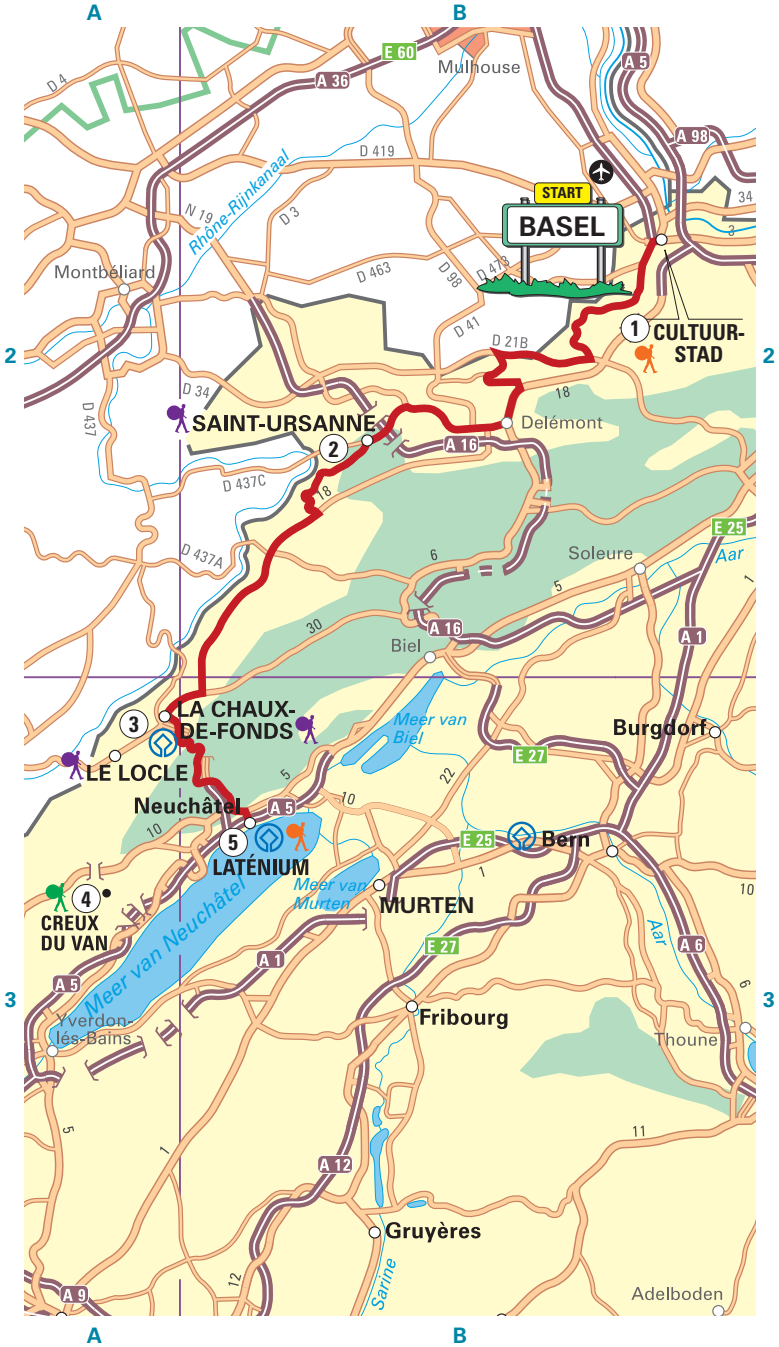 A
B
E 60
Mulhouse
A 5
D 4
A 36
A 98
D 419
START
34
BASEL
N 19
Rhône-Rijnkanaal
D 3
3
D 463
D 98
D 473
Montbéliard
D 41
1
CULTUUR-
STAD
D 21B
2
2
D 34
18
D 437
SAINT-URSANNE
Delémont
2
A 16
D 437C
18
E 25
D 437A
6
Soleure
Aar
5
1
30
A 16
A 1
Biel
3
LA CHAUX-
DE-FONDS
Meer van
Biel
Burgdorf
E 27
LE LOCLE
5
22
Neuchâtel
A 5
10
10
5
E 25
Bern
LATÉNIUM
1
Meer van
Murten
10
4
MURTEN
CREUX
DU VAN
Meer van Neuchâtel
Aar
E 27
A 6
A 1
A 5
6
3
3
Fribourg
Yverdon-
lés-Bains
Thoune
5
1
11
A 12
Gruyères
12
Sarine
A 9
Adelboden
A
B